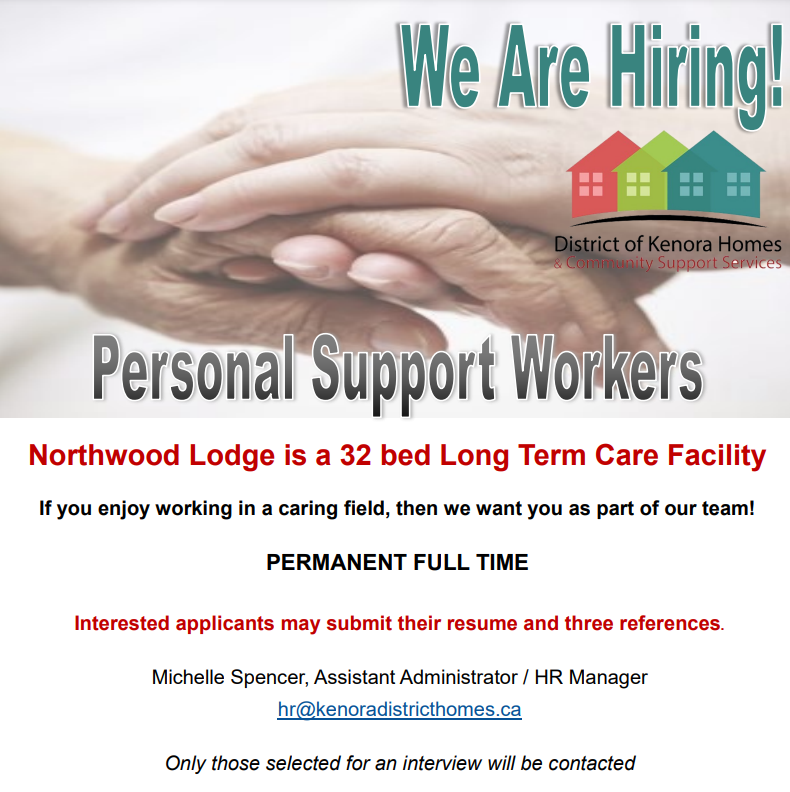 We Are Hiring!
District of Kenora Homes
& Community Support Services
Personal Support Workers
Northwood Lodge is a 32 bed Long Term Care Facility
If you enjoy working in a caring field, then we want you as part of our team!
PERMANENT FULL TIME
Interested applicants may submit their resume and three references.
Michelle Spencer, Assistant Administrator / HR Manager
hr@kenoradistricthomes.ca
Only those selected for an interview will be contacted